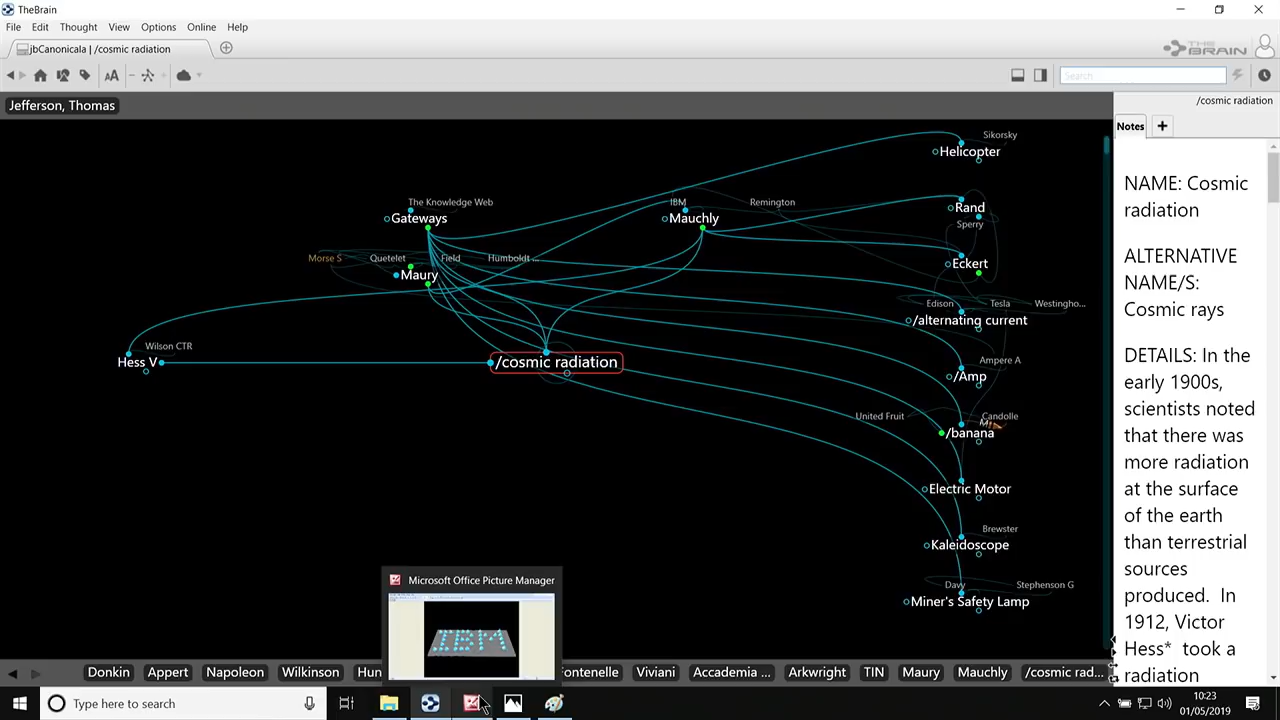 TheBrain
File Edit Thought View Options Online Help
jbCanonicala | /cosmic radiation
THE BRAIN
Search
Jefferson, Thomas
/cosmic radiation
Notes
Sikorsky
Helicopter
The Knowledge Web
Gateways
IBM
Mauchly
Remington
Rand
Sperry
Morse S
Quetelet
Field
Humboldt ...
Maury
Eckert
Edison
Tesla
Westingho...
/alternating current
Wilson CTR
Hess V
/cosmic radiation
Ampere A
/Amp
United Fruit
Candolle
/banana
Electric Motor
Brewster
Kaleidoscope
Davy
Stephenson G
Miner's Safety Lamp
NAME: Cosmic
radiation
ALTERNATIVE
NAME/S:
Cosmic rays
DETAILS: In the
early 1900s,
scientists noted
that there was
more radiation
at the surface
of the earth
than terrestrial
sources
produced. In
1912, Victor
Hess* took a
radiation
Microsoft Office Picture Manager
IBM
Donkin Appert Napoleon Wilkinson Hun Fontenelle Viviani Accademia ... Arkwright TIN Maury Mauchly /cosmic rad...
Type here to search
10:23
01/05/2019